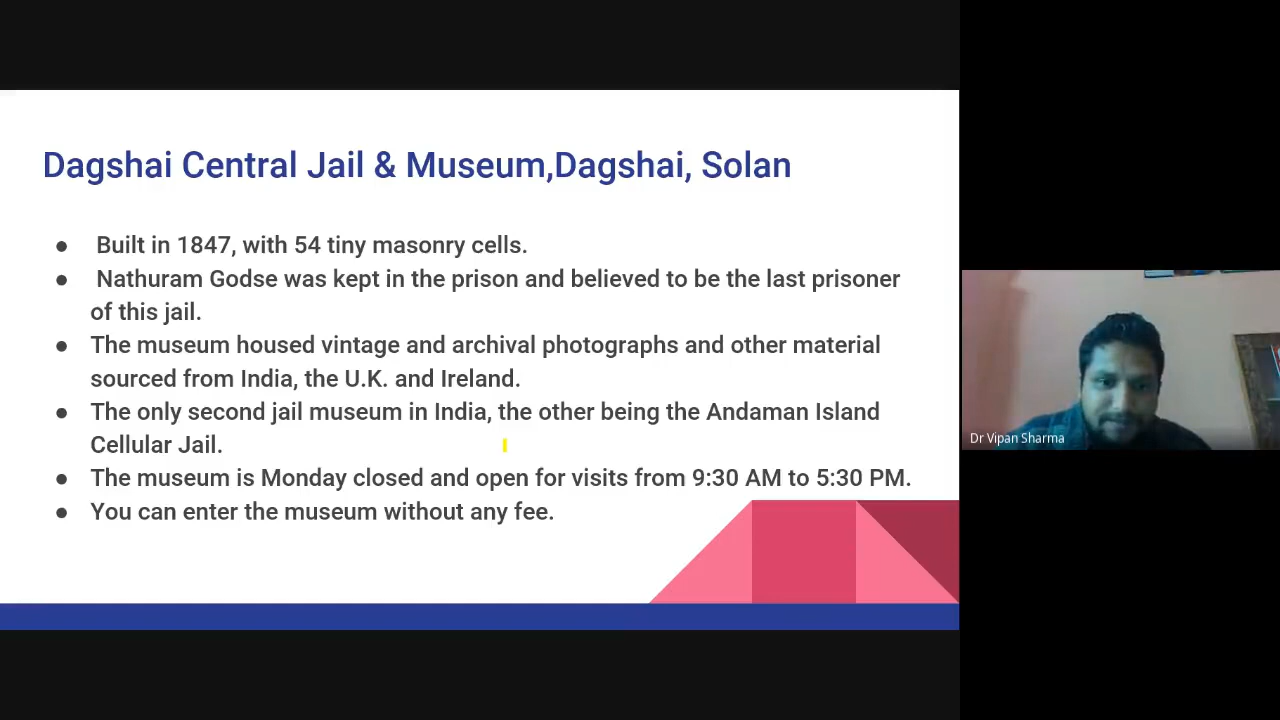 Dagshai Central Jail & Museum,Dagshai, Solan
● Built in 1847, with 54 tiny masonry cells.
● Nathuram Godse was kept in the prison and believed to be the last prisoner
of this jail.
● The museum housed vintage and archival photographs and other material
sourced from India, the U.K. and Ireland.
● The only second jail museum in India, the other being the Andaman Island
Cellular Jail.
● The museum is Monday closed and open for visits from 9:30 AM to 5:30 PM.
● You can enter the museum without any fee.
Dr Vipan Sharma